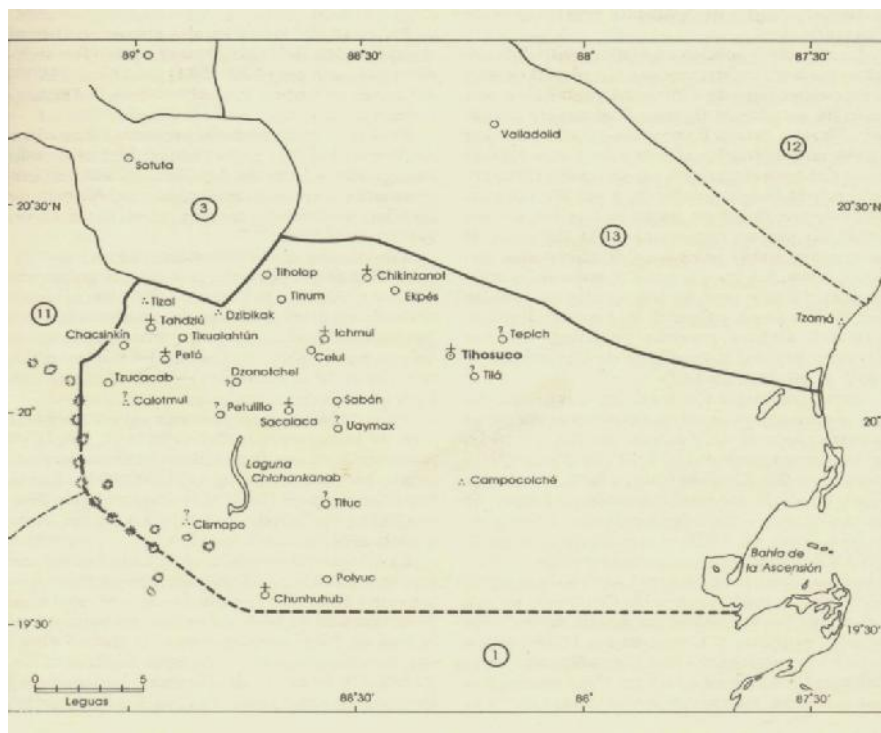 89°
88°30'
88°
87°30'
Valladolid
12
Sotuta
20°30'N
3
13
20°30'N
Tiholop
Chikinzonot
Ekpés
Tizal
Tinum
11
Dzibikak
Tzamá
Tahdziú
Tixualahtún
Ichmul
Tepich
Chacsinkín
Petó
Celul
Tihosuco
Tzucacab
Dzonotchel
Tilá
?
?
?
Calotmul
Petulillo
Sacalaca
Sabán
Uaymax
20°
20°
Laguna
Chichankanab
Campocolché
?
Tituc
?
Cismapo
Bahía de
la Ascensión
Polyuc
Chunhuhub
19°30'
19°30'
1
0
5
Leguas
88°30'
88°
87°30'